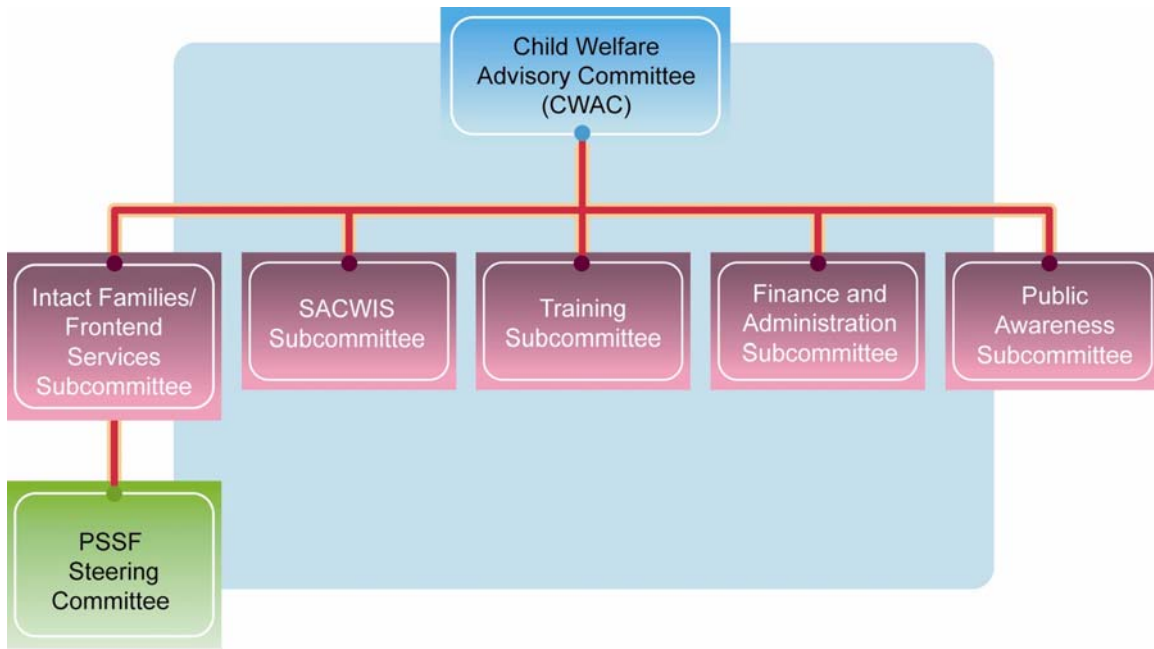 Child Welfare
Advisory Committee
(CWAC)
Intact Families/
Frontend
Services
Subcommittee
SACWIS
Subcommittee
Training
Subcommittee
Finance and
Administration
Subcommittee
Public
Awareness
Subcommittee
PSSF
Steering
Committee